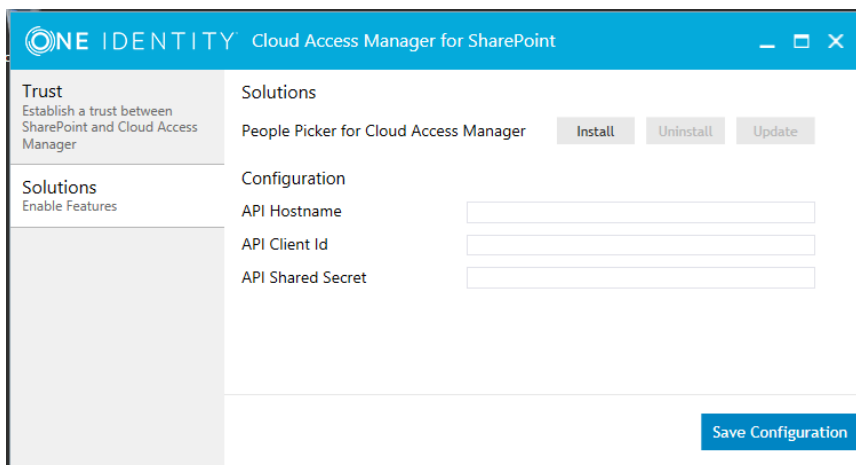 ONE IDENTITY Cloud Access Manager for SharePoint
Trust
Establish a trust between
SharePoint and Cloud Access
Manager
Solutions
Enable Features
Solutions
People Picker for Cloud Access Manager Install Uninstall Update
Configuration
API Hostname
API Client Id
API Shared Secret
Save Configuration